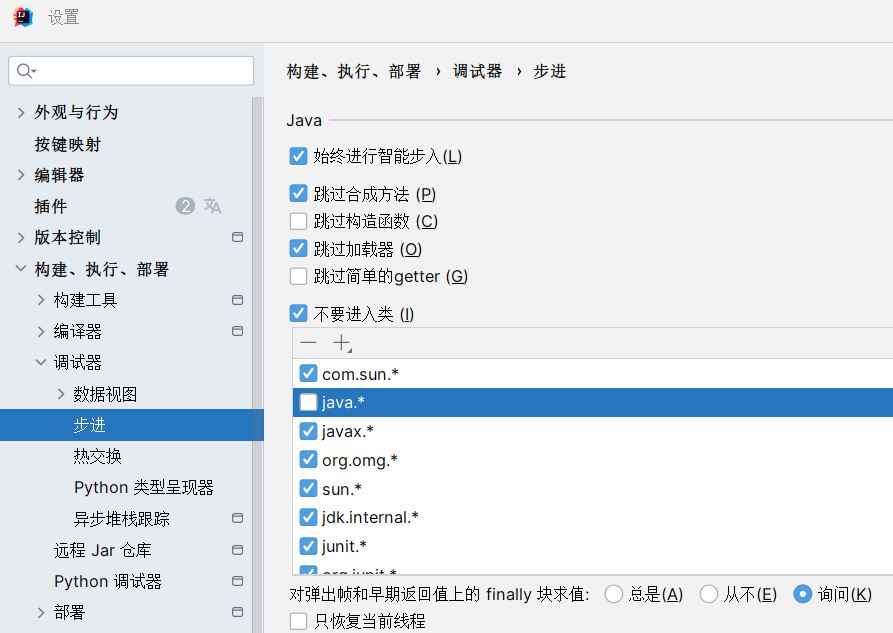 设置
外观与行为
按键映射
编辑器
插件 2
版本控制
构建、执行、部署
构建工具
编译器
调试器
数据视图
步进
热交换
Python 类型呈现器
异步堆栈跟踪
远程 Jar 仓库
Python 调试器
部署
构建、执行、部署 › 调试器 › 步进
Java
始终进行智能步入(L)
跳过合成方法 (P)
跳过构造函数 (C)
跳过加载器 (O)
跳过简单的getter (G)
不要进入类 (I)
com.sun.*
java.*
javax.*
org.omg.*
sun.*
jdk.internal.*
junit.*
org.junit.*
对弹出帧和早期返回值上的 finally 块求值: 总是(A) 从不(E) 询问(K)
只恢复当前线程